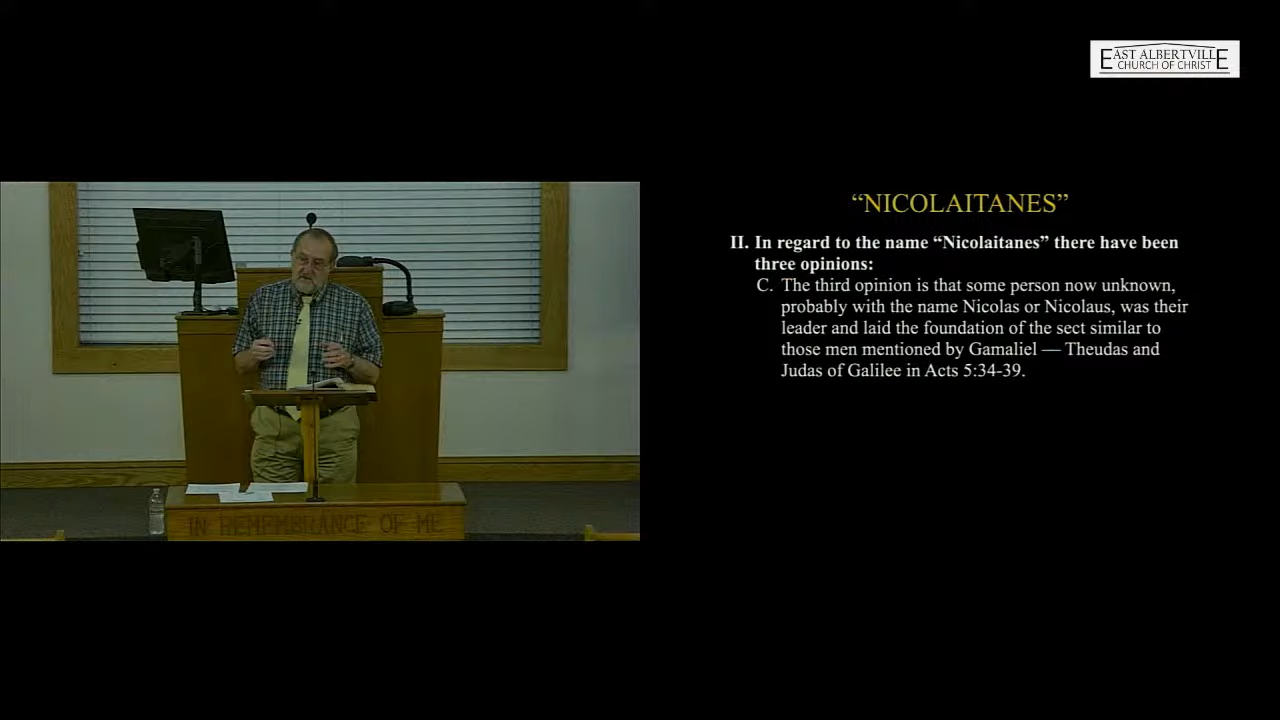 EAST ALBERTVILLE
CHURCH OF CHRIST
“NICOLAITANES”
II. In regard to the name “Nicolaitanes” there have been
three opinions:
C. The third opinion is that some person now unknown,
probably with the name Nicolas or Nicolaus, was their
leader and laid the foundation of the sect similar to
those men mentioned by Gamaliel — Theudas and
Judas of Galilee in Acts 5:34-39.
IN REMEMBRANCE OF ME